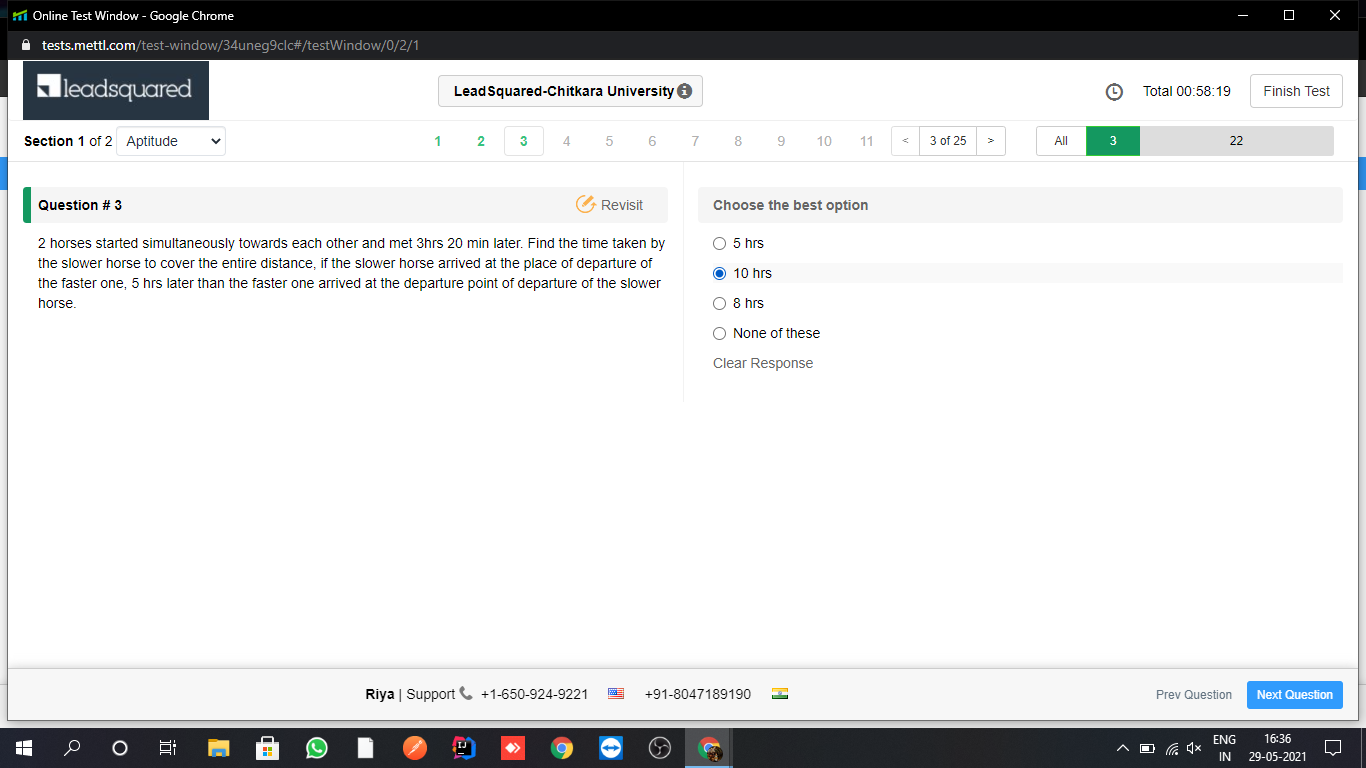 Online Test Window - Google Chrome
tests.mettl.com/test-window/34uneg9clc#/testWindow/0/2/1
leadsquared
LeadSquared-Chitkara University
Total 00:58:19
Finish Test
Section 1 of 2 Aptitude
1 2 3 4 5 6 7 8 9 10 11 < 3 of 25 > All 3 22
Question # 3
Revisit
2 horses started simultaneously towards each other and met 3hrs 20 min later. Find the time taken by
the slower horse to cover the entire distance, if the slower horse arrived at the place of departure of
the faster one, 5 hrs later than the faster one arrived at the departure point of departure of the slower
horse.
Choose the best option
5 hrs
10 hrs
8 hrs
None of these
Clear Response
Riya | Support +1-650-924-9221 +91-8047189190
Prev Question
Next Question
ENG
IN
16:36
29-05-2021